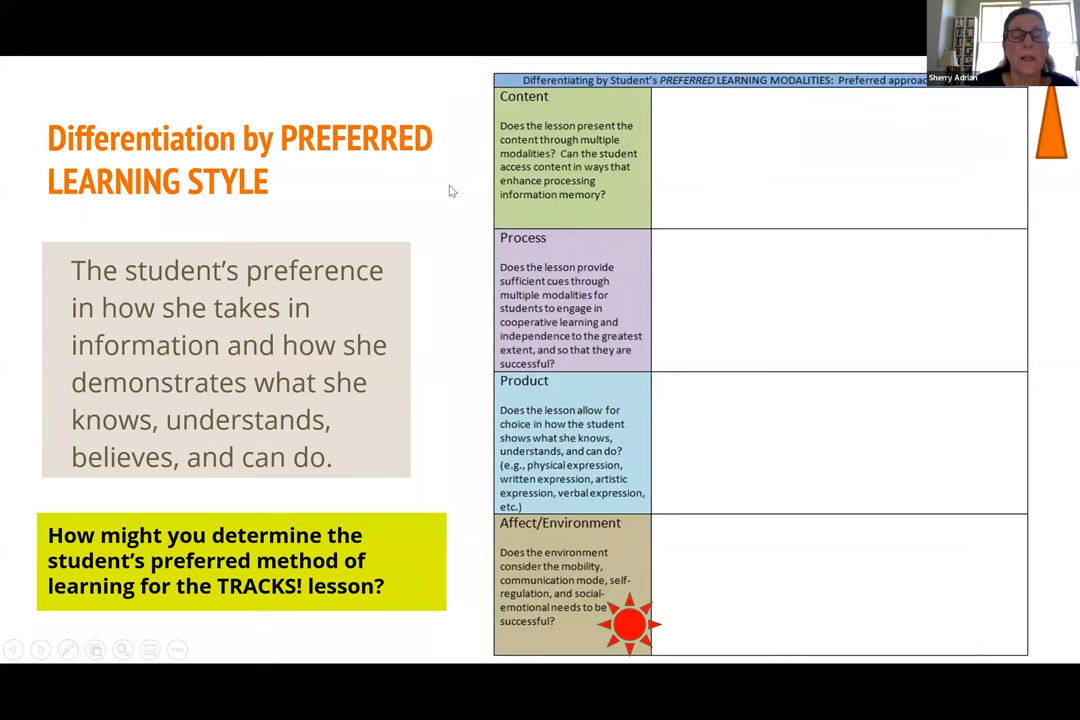 Differentiation by PREFERRED
LEARNING STYLE
The student’s preference
in how she takes in
information and how she
demonstrates what she
knows, understands,
believes, and can do.
How might you determine the
student’s preferred method of
learning for the TRACKS! lesson?
Differentiating by Student’s PREFERRED LEARNING MODALITIES: Preferred
Content
Does the lesson present the
content through multiple
modalities? Can the student
access content in ways that
enhance processing
information memory?
Process
Does the lesson provide
sufficient cues through
multiple modalities for
students to engage in
cooperative learning and
independence to the greatest
extent, and so that they are
successful?
Product
Does the lesson allow for
choice in how the student
shows what she knows,
understands, and can do?
(e.g., physical expression,
written expression, artistic
expression, verbal expression,
etc.)
Affect/Environment
Does the environment
consider the mobility,
communication mode, self-
regulation, and social-
emotional needs to be
successful?
Sherry Adrian